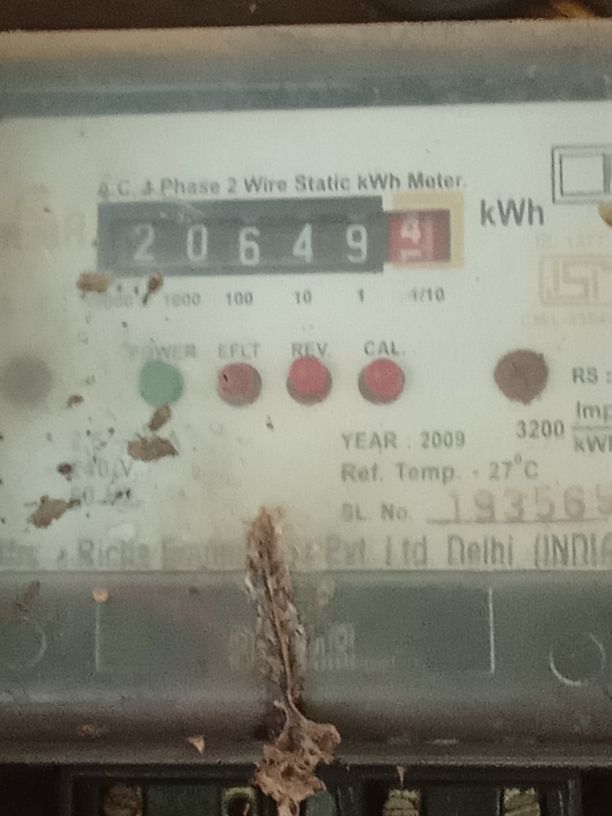 A.C. 1 Phase 2 Wire Static kWh Meter.
2 0 6 4 9 4 kWh
1000 100 10 1 1/10
POWER EFLT REV CAL.
RS :
3200 Imp
kWh
YEAR : 2009
240 V
Ref. Temp. - 27°C
SL. No. 19356
Pvt Ltd Delhi (INDIA